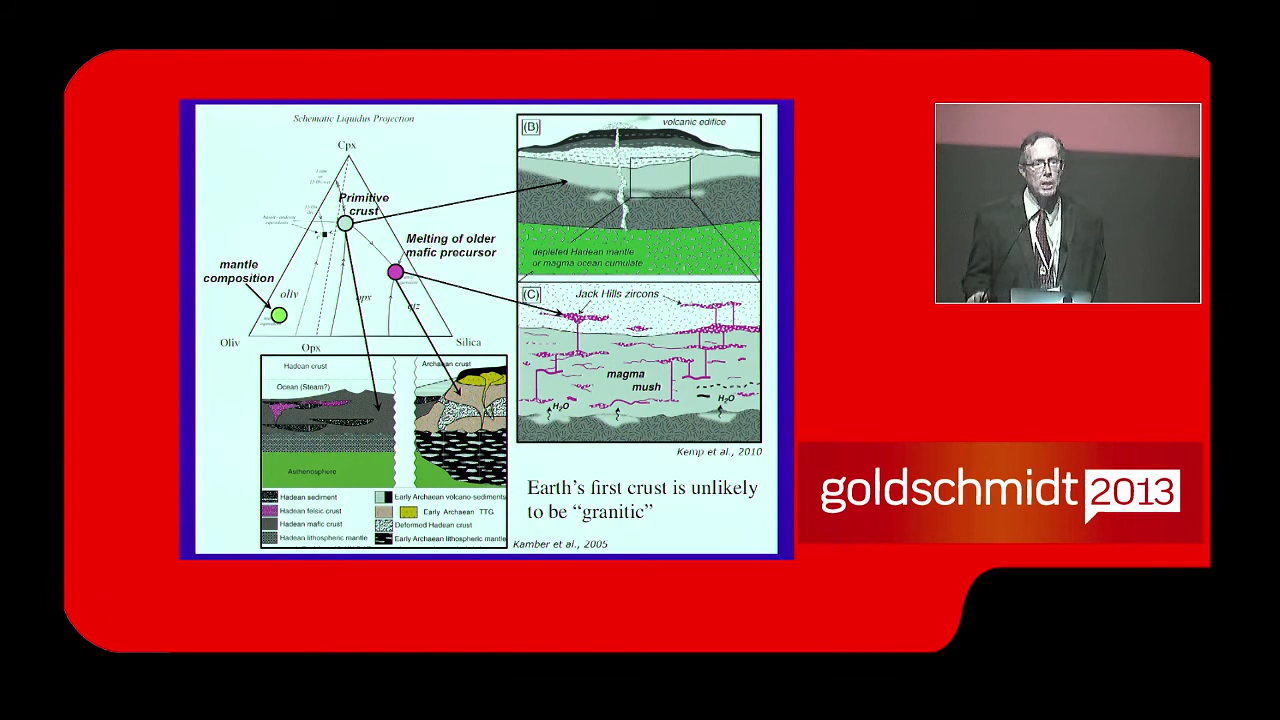 Schematic Liquidus Projection
Cpx
Primitive
crust
Melting of older
mafic precursor
mantle
composition
oliv
opx
qtz
Oliv
Opx
Silica
(B)
volcanic edifice
depleted Hadean mantle
or magma ocean cumulate
(C)
Jack Hills zircons
magma
mush
H2O
H2O
Kemp et al., 2010
Hadean crust
Archaean crust
Ocean (Steam?)
Asthenosphere
Hadean sediment
Hadean felsic crust
Hadean mafic crust
Hadean lithospheric mantle
Early Archaean volcano-sediments
Early Archaean TTG
Deformed Hadean crust
Early Archaean lithospheric mantle
Kamber et al., 2005
Earth's first crust is unlikely
to be “granitic”
goldschmidt 2013